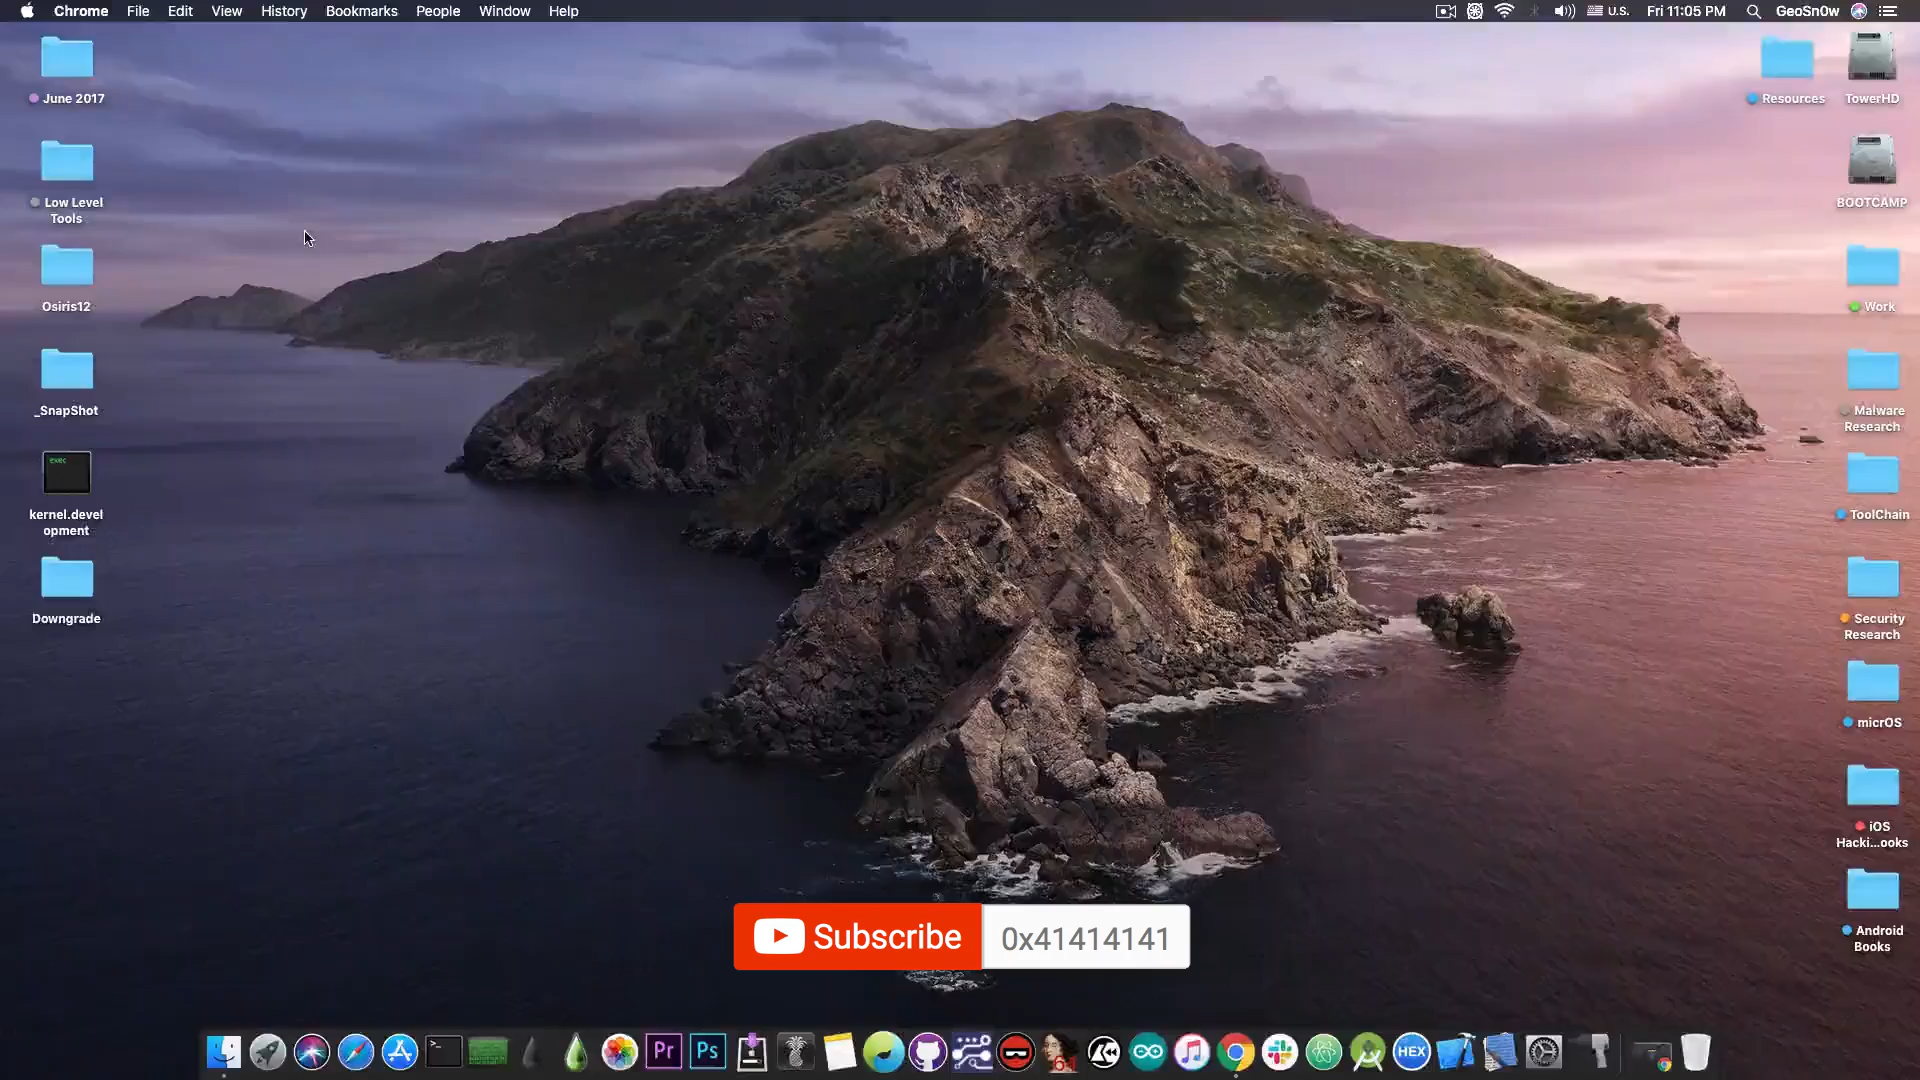 Chrome File Edit View History Bookmarks People Window Help U.S. Fri 11:05 PM GeoSn0w
June 2017
Low Level
Tools
Osiris12
_SnapShot
exec
kernel.devel
opment
Downgrade
Resources
TowerHD
BOOTCAMP
Work
Malware
Research
ToolChain
Security
Research
micrOS
iOS
Hacki...ooks
Android
Books
Subscribe 0x41414141
>_
Pr
Ps
64
HEX